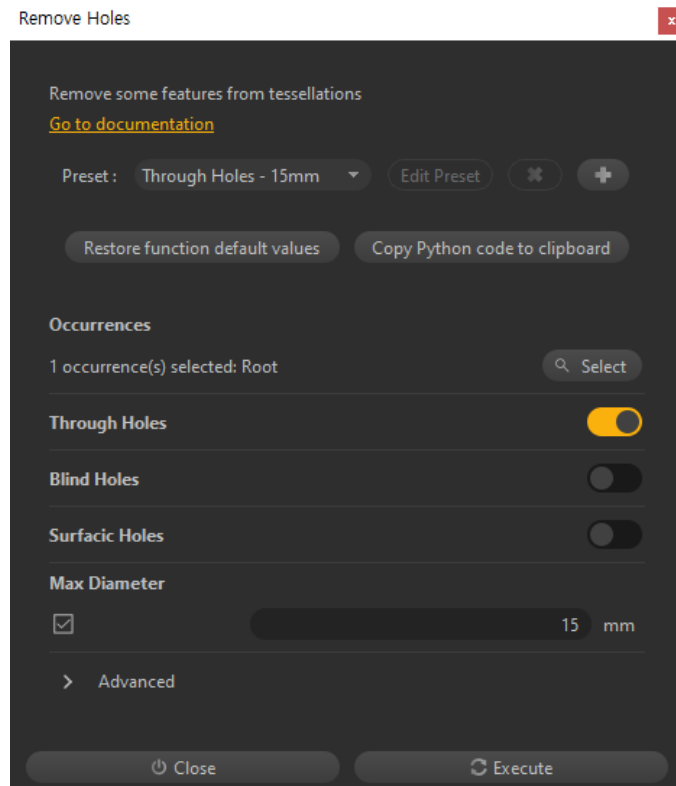 Remove Holes
x
Remove some features from tessellations
Go to documentation
Preset : Through Holes - 15mm Edit Preset
Restore function default values Copy Python code to clipboard
Occurrences
1 occurrence(s) selected: Root Select
Through Holes
Blind Holes
Surfacic Holes
Max Diameter
15 mm
Advanced
Close Execute